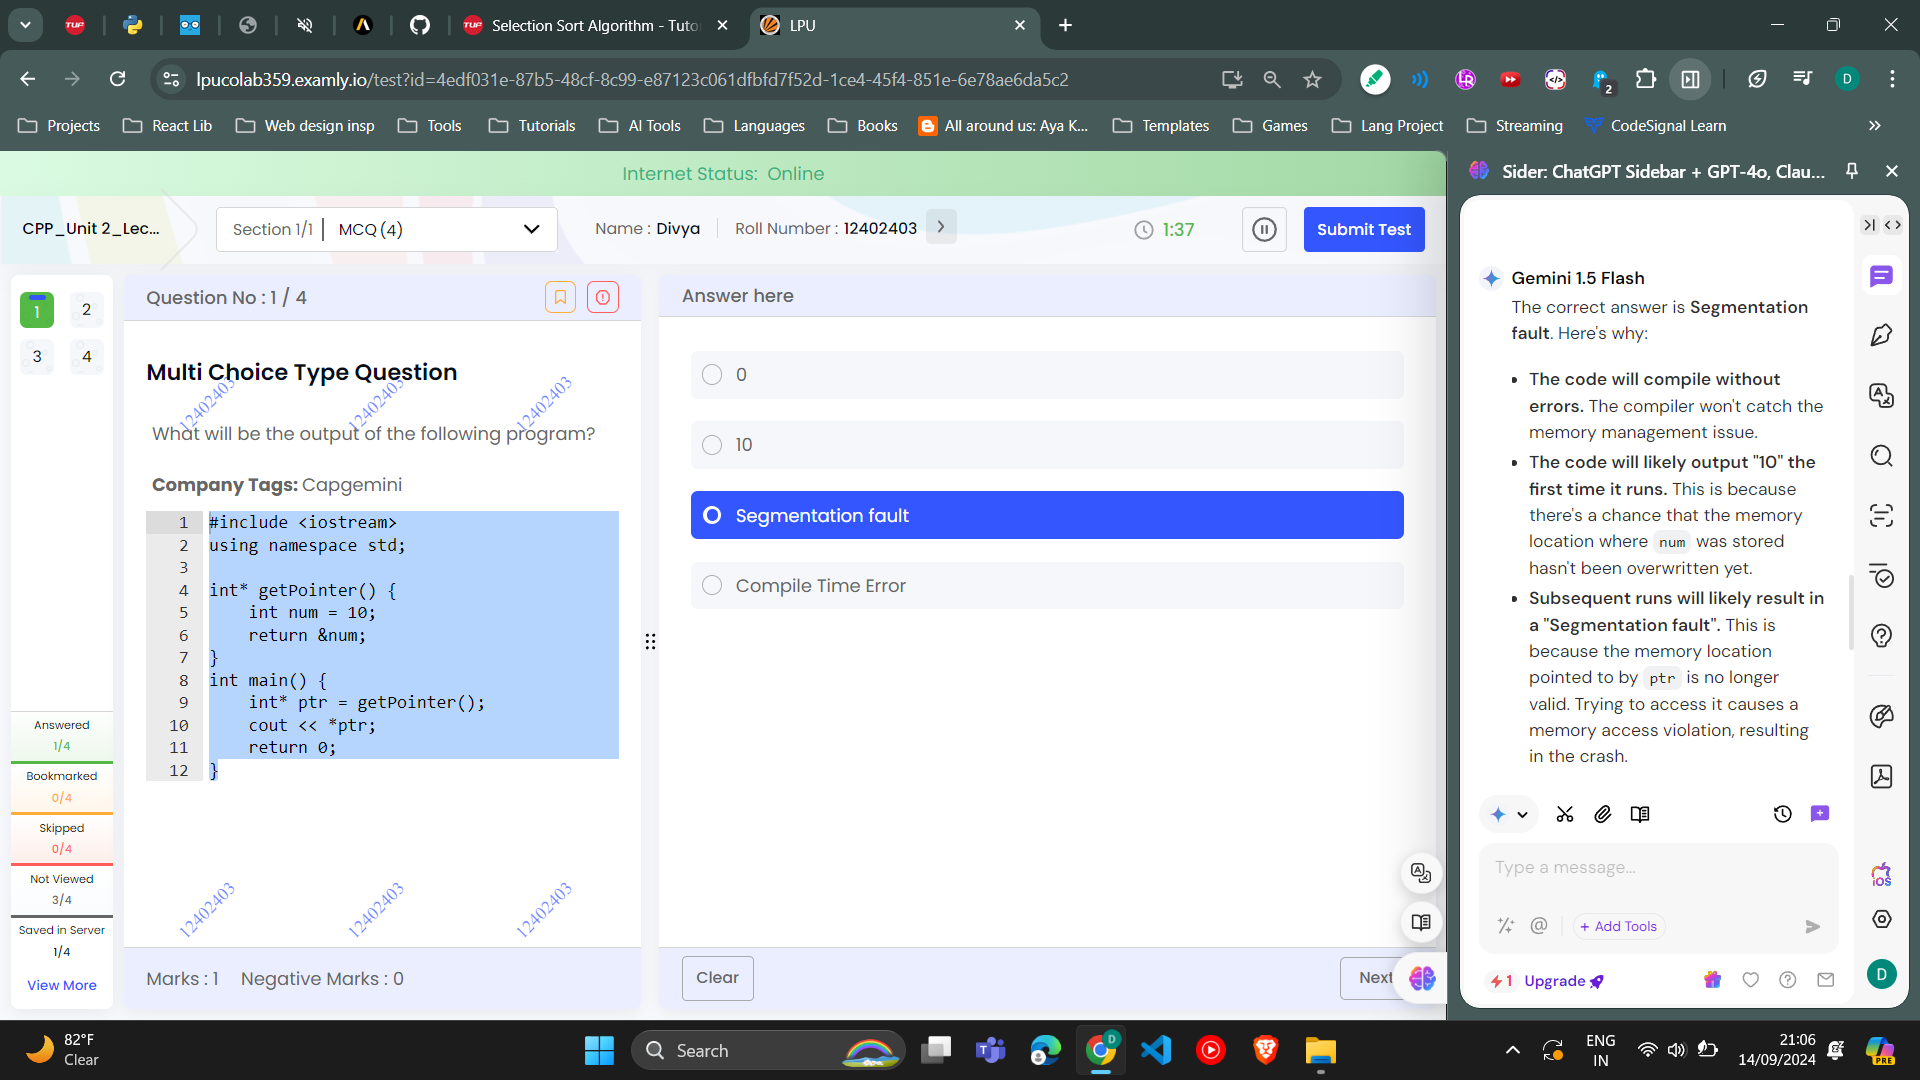 Selection Sort Algorithm - Tuto
LPU
lpucolab359.examly.io/test?id=4edf031e-87b5-48cf-8c99-e87123c061dfbfd7f52d-1ce4-45f4-851e-6e78ae6da5c2
2
D
Projects
React Lib
Web design insp
Tools
Tutorials
AI Tools
Languages
Books
All around us: Aya K...
Templates
Games
Lang Project
Streaming
CodeSignal Learn
Internet Status: Online
CPP_Unit 2_Lec...
Section 1/1 | MCQ (4)
Name : Divya
Roll Number : 12402403
1:37
Submit Test
1
2
3
4
Answered
1/4
Bookmarked
0/4
Skipped
0/4
Not Viewed
3/4
Saved in Server
1/4
View More
Question No : 1 / 4
Multi Choice Type Question
12402403
12402403
12402403
What will be the output of the following program?
Company Tags: Capgemini
1 #include <iostream>
2 using namespace std;
3
4 int* getPointer() {
5 int num = 10;
6 return &num;
7 }
8 int main() {
9 int* ptr = getPointer();
10 cout << *ptr;
11 return 0;
12 }
12402403
12402403
12402403
Marks : 1 Negative Marks : 0
Answer here
0
10
Segmentation fault
Compile Time Error
Clear
Next
Sider: ChatGPT Sidebar + GPT-4o, Clau...
Gemini 1.5 Flash
The correct answer is Segmentation
fault. Here's why:
• The code will compile without
errors. The compiler won't catch the
memory management issue.
• The code will likely output "10" the
first time it runs. This is because
there's a chance that the memory
location where num was stored
hasn't been overwritten yet.
• Subsequent runs will likely result in
a "Segmentation fault". This is
because the memory location
pointed to by ptr is no longer
valid. Trying to access it causes a
memory access violation, resulting
in the crash.
Type a message...
@
+ Add Tools
1 Upgrade
iOS
D
82°F
Clear
Search
D
ENG
IN
21:06
14/09/2024
PRE